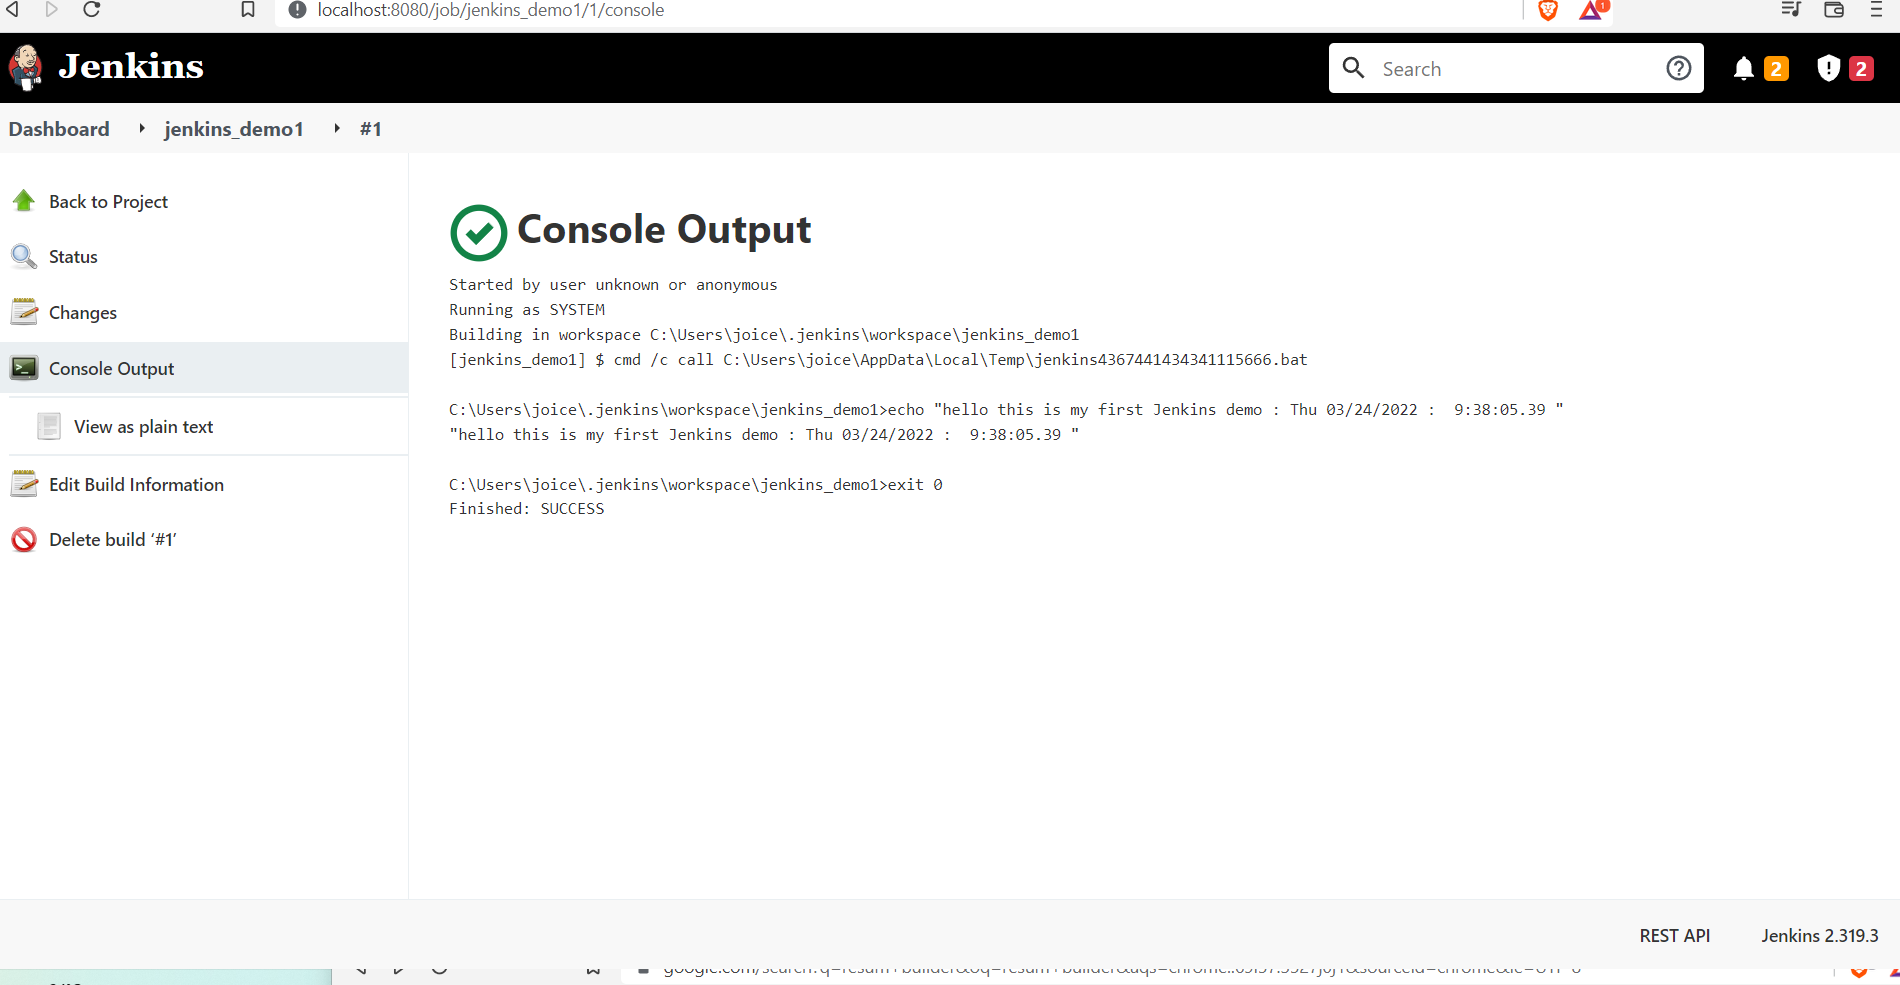 localhost:8080/job/jenkins_demo1/1/console
1
Jenkins
Search
2
2
Dashboard
jenkins_demo1
#1
Back to Project
Status
Changes
Console Output
View as plain text
Edit Build Information
Delete build ‘#1’
Console Output
Started by user unknown or anonymous
Running as SYSTEM
Building in workspace C:\Users\joice\.jenkins\workspace\jenkins_demo1
[jenkins_demo1] $ cmd /c call C:\Users\joice\AppData\Local\Temp\jenkins4367441434341115666.bat
C:\Users\joice\.jenkins\workspace\jenkins_demo1>echo "hello this is my first Jenkins demo : Thu 03/24/2022 :  9:38:05.39 "
"hello this is my first Jenkins demo : Thu 03/24/2022 :  9:38:05.39 "
C:\Users\joice\.jenkins\workspace\jenkins_demo1>exit 0
Finished: SUCCESS
REST API
Jenkins 2.319.3